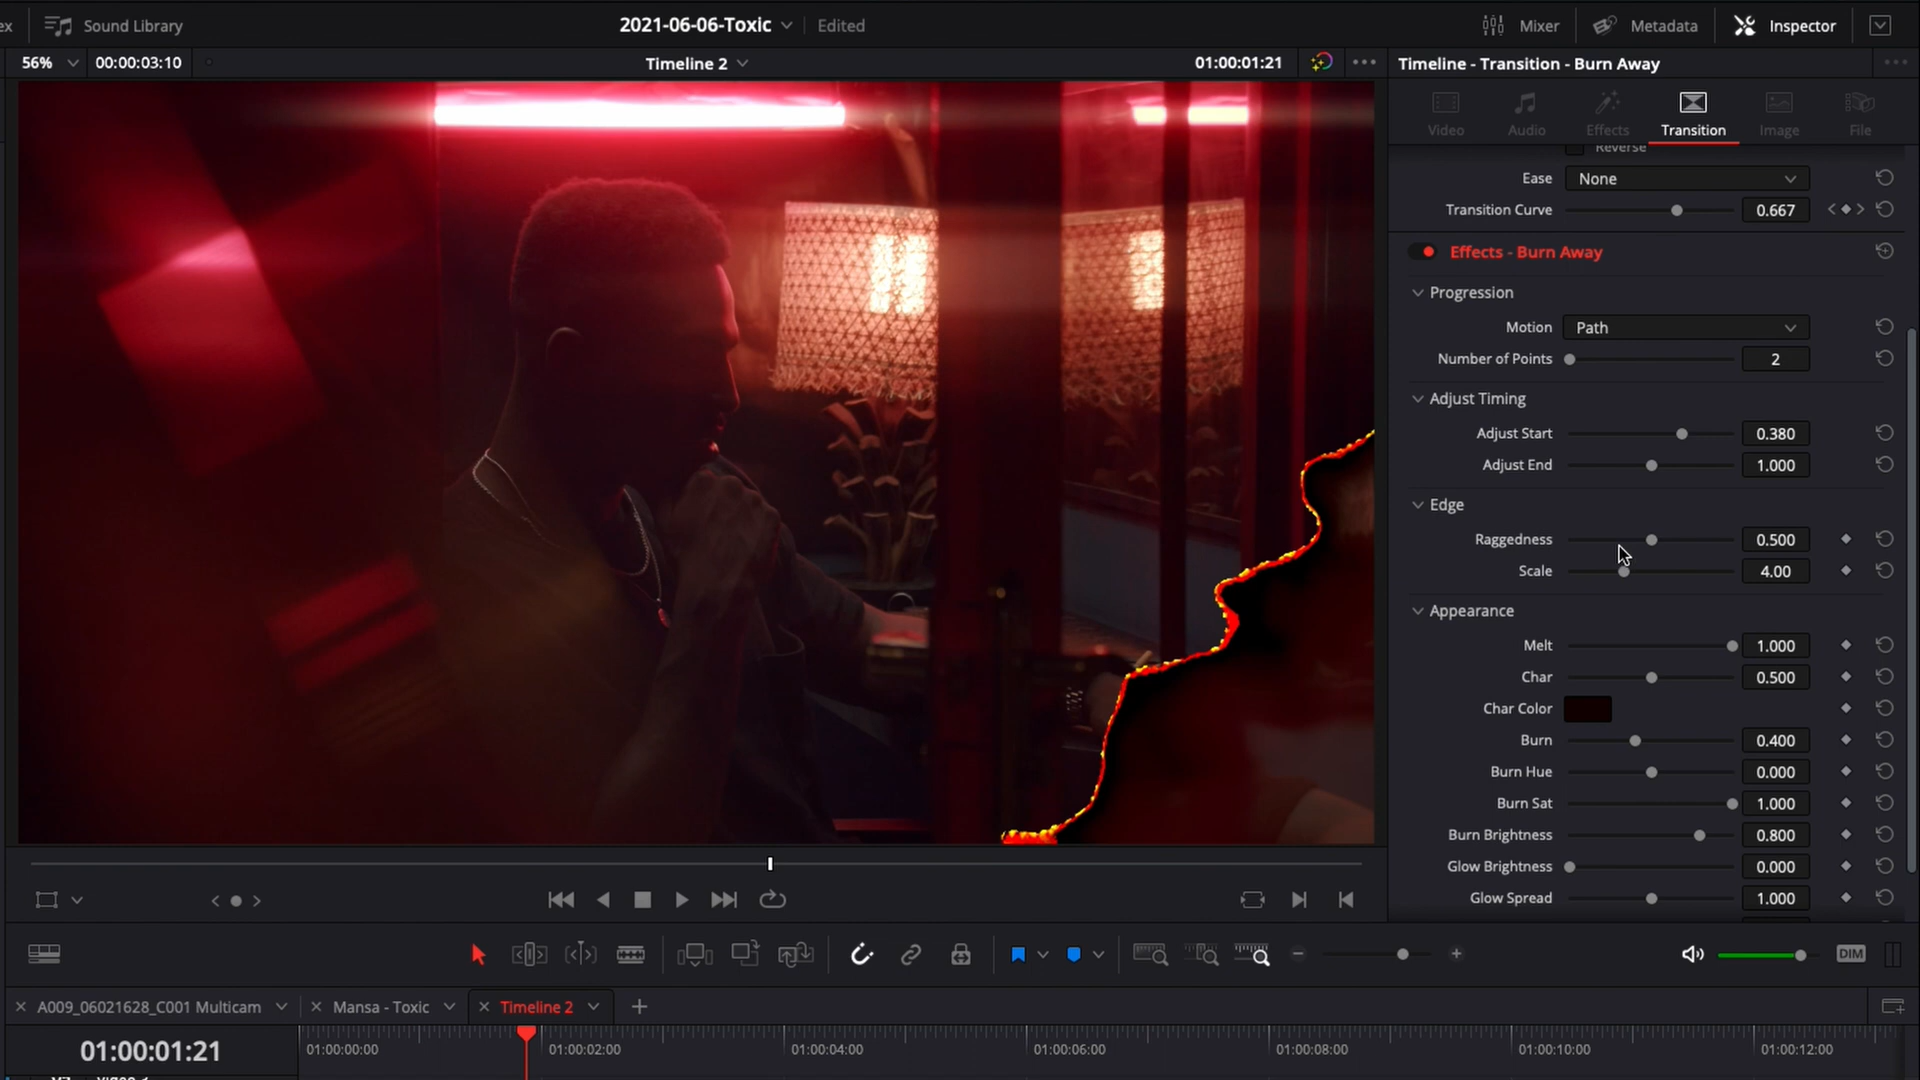 ex
Sound Library
2021-06-06-Toxic
Edited
Mixer
Metadata
Inspector
56%
00:00:03:10
Timeline 2
01:00:01:21
Timeline - Transition - Burn Away
Video
Audio
Effects
Transition
Image
File
Reverse
Ease
None
Transition Curve
0.667
Effects - Burn Away
Progression
Motion
Path
Number of Points
2
Adjust Timing
Adjust Start
0.380
Adjust End
1.000
Edge
Raggedness
0.500
Scale
4.00
Appearance
Melt
1.000
Char
0.500
Char Color
Burn
0.400
Burn Hue
0.000
Burn Sat
1.000
Burn Brightness
0.800
Glow Brightness
0.000
Glow Spread
1.000
DIM
A009_06021628_C001 Multicam
Mansa - Toxic
Timeline 2
01:00:01:21
01:00:00:00
01:00:02:00
01:00:04:00
01:00:06:00
01:00:08:00
01:00:10:00
01:00:12:00